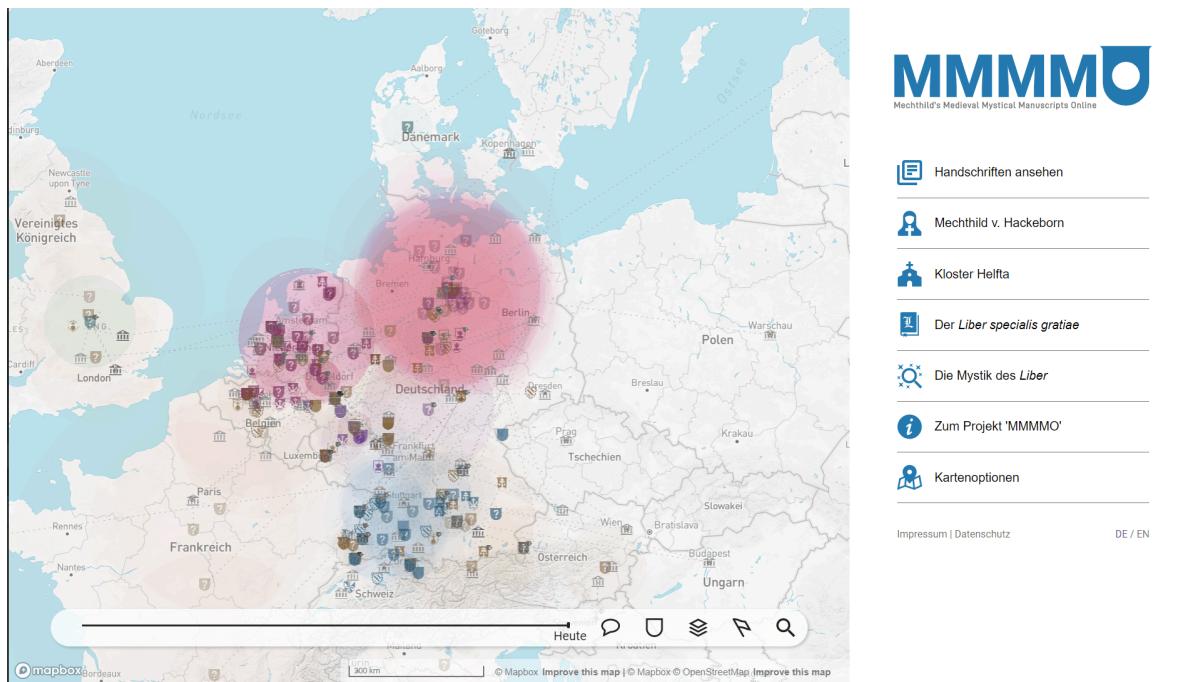 Göteborg
Aberdeen
Aalborg
Nordsee
Ostsee
Dänemark
Kopenhagen
Newcastle
upon Tyne
Vereinigtes
Königreich
Hamburg
Bremen
Berlin
Warschau
Polen
Cardiff
London
Deutschland
Dresden
Breslau
Belgien
Prag
Krakau
Frankfurt
am Main
Tschechien
Paris
Stuttgart
Slowakei
Rennes
Wien
Bratislava
Frankreich
Budapest
Österreich
Nantes
Ungarn
Schweiz
Heute
Mailand
Kroatien
mapbox
Bordeaux
300 km
© Mapbox Improve this map | © Mapbox © OpenStreetMap Improve this map
MMMMO
Mechthild's Medieval Mystical Manuscripts Online
Handschriften ansehen
Mechthild v. Hackeborn
Kloster Helfta
Der Liber specialis gratiae
Die Mystik des Liber
Zum Projekt 'MMMMO'
Kartenoptionen
Impressum | Datenschutz
DE / EN